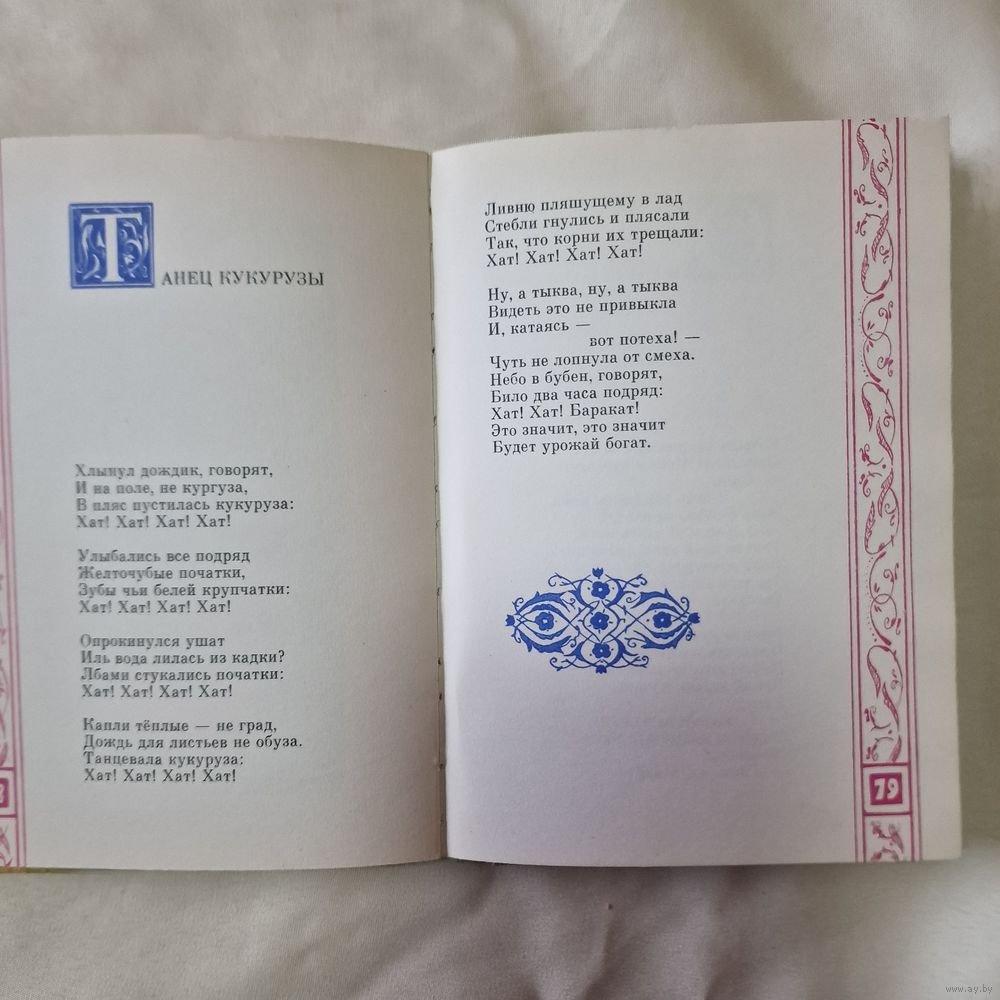 ТАНЕЦ КУКУРУЗЫ
Хлынул дождик, говорят,
И на поле, не кургуза,
В пляс пустилась кукуруза:
Хат! Хат! Хат! Хат!
Улыбались все подряд
Желточубые початки,
Зубы чьи белей крупчатки:
Хат! Хат! Хат! Хат!
Опрокинулся ушат
Иль вода лилась из кадки?
Лбами стукались початки:
Хат! Хат! Хат! Хат!
Капли тёплые — не град,
Дождь для листьев не обуза.
Танцевала кукуруза:
Хат! Хат! Хат! Хат!
Ливню пляшущему в лад
Стебли гнулись и плясали
Так, что корни их трещали:
Хат! Хат! Хат! Хат!
Ну, а тыква, ну, а тыква
Видеть это не привыкла
И, катаясь —
вот потеха! —
Чуть не лопнула от смеха.
Небо в бубен, говорят,
Било два часа подряд:
Хат! Хат! Баракат!
Это значит, это значит
Будет урожай богат.
79
www.ay.by